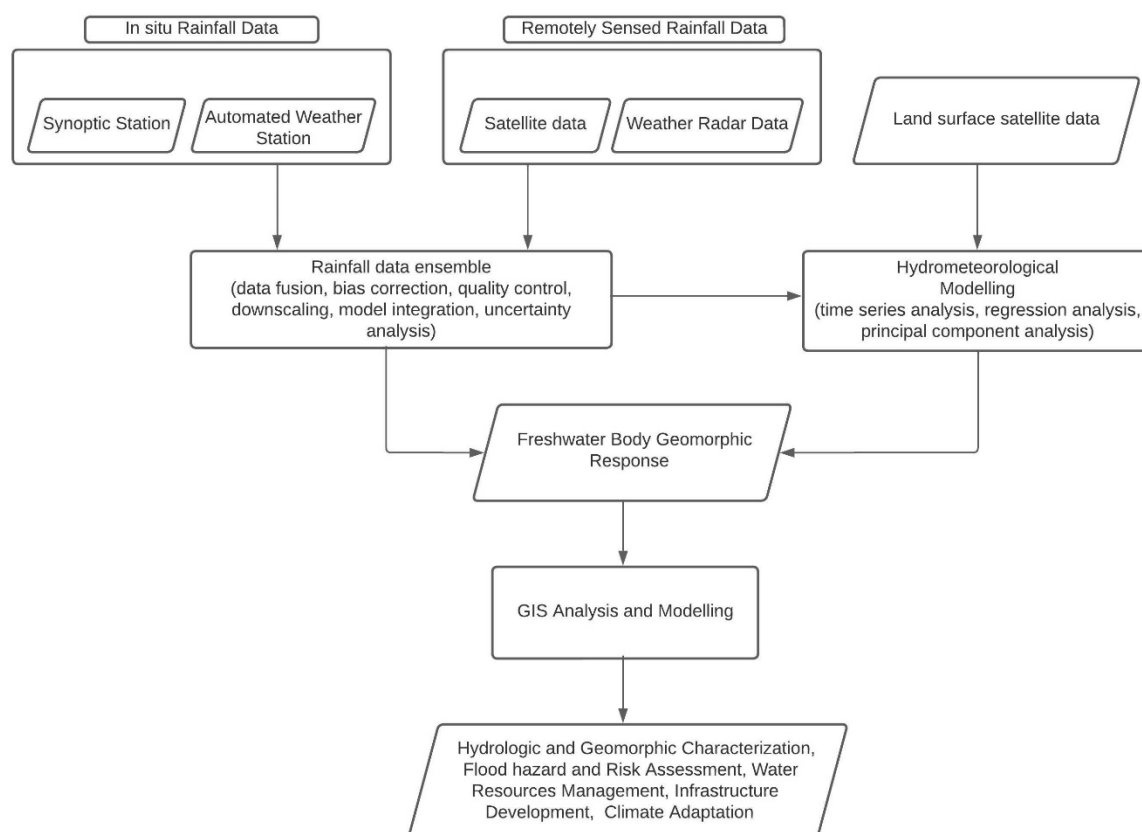 In situ Rainfall Data
Remotely Sensed Rainfall Data
Synoptic Station
Automated Weather
Station
Satellite data
Weather Radar Data
Land surface satellite data
Rainfall data ensemble
(data fusion, bias correction, quality control,
downscaling, model integration, uncertainty
analysis)
Hydrometeorological
Modelling
(time series analysis, regression analysis,
principal component analysis)
Freshwater Body Geomorphic
Response
GIS Analysis and Modelling
Hydrologic and Geomorphic Characterization,
Flood hazard and Risk Assessment, Water
Resources Management, Infrastructure
Development, Climate Adaptation